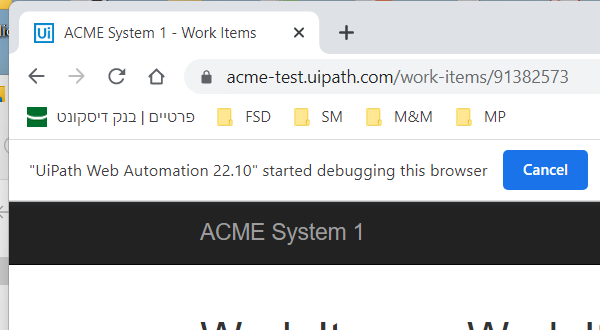 Ui ACME System 1 - Work Items
acme-test.uipath.com/work-items/91382573
פרטיים | בנק דיסקונט FSD SM M&M MP
"UiPath Web Automation 22.10" started debugging this browser Cancel
ACME System 1